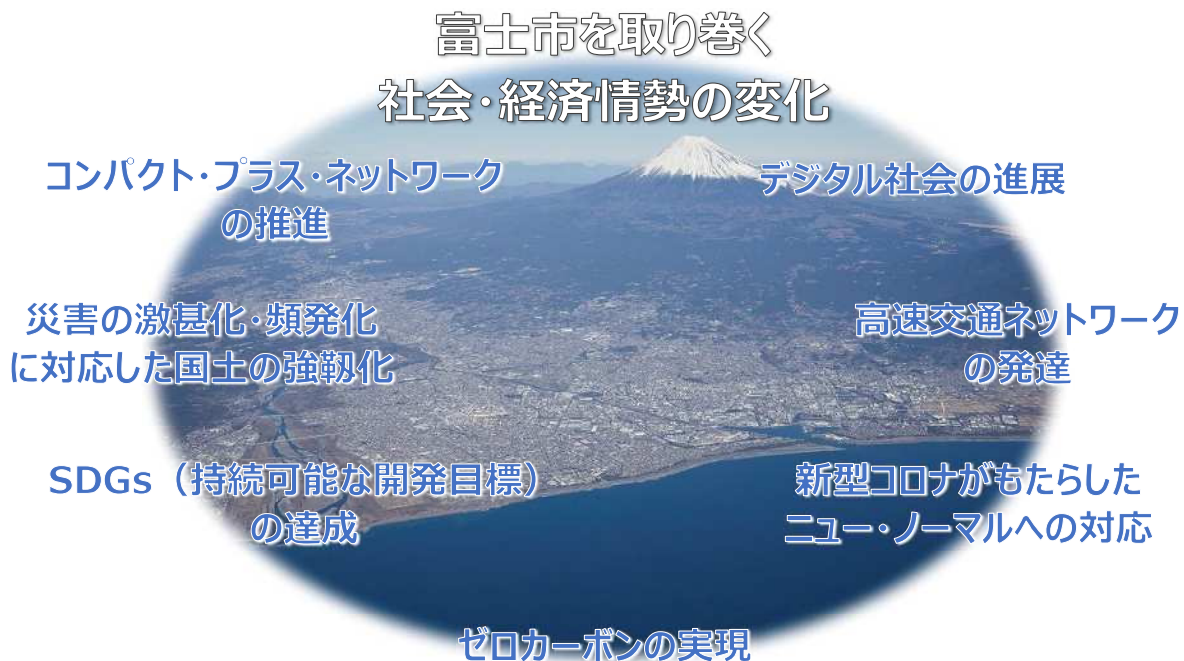 富士市を取り巻く
社会・経済情勢の変化
コンパクト・プラス・ネットワーク
の推進
デジタル社会の進展
災害の激甚化・頻発化
に対応した国土の強靱化
高速交通ネットワーク
の発達
SDGs（持続可能な開発目標）
の達成
新型コロナがもたらした
ニュー・ノーマルへの対応
ゼロカーボンの実現